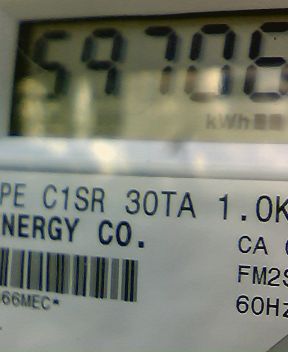 59706
kWh
PE C1SR 30TA 1.0K
NERGY CO.
CA
FM2S
66MEC*
60Hz